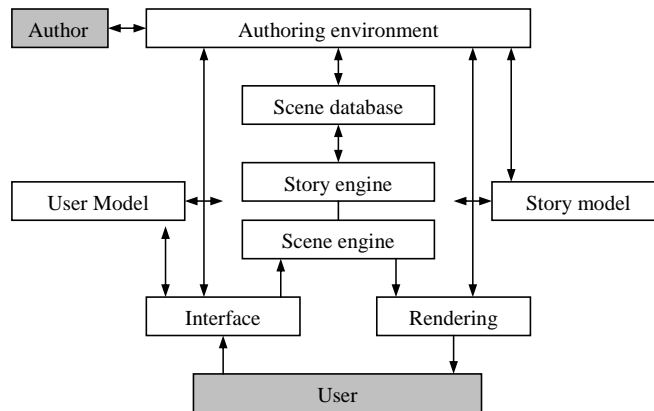 Author
Authoring environment
Scene database
Story engine
User Model
Story model
Scene engine
Interface
Rendering
User